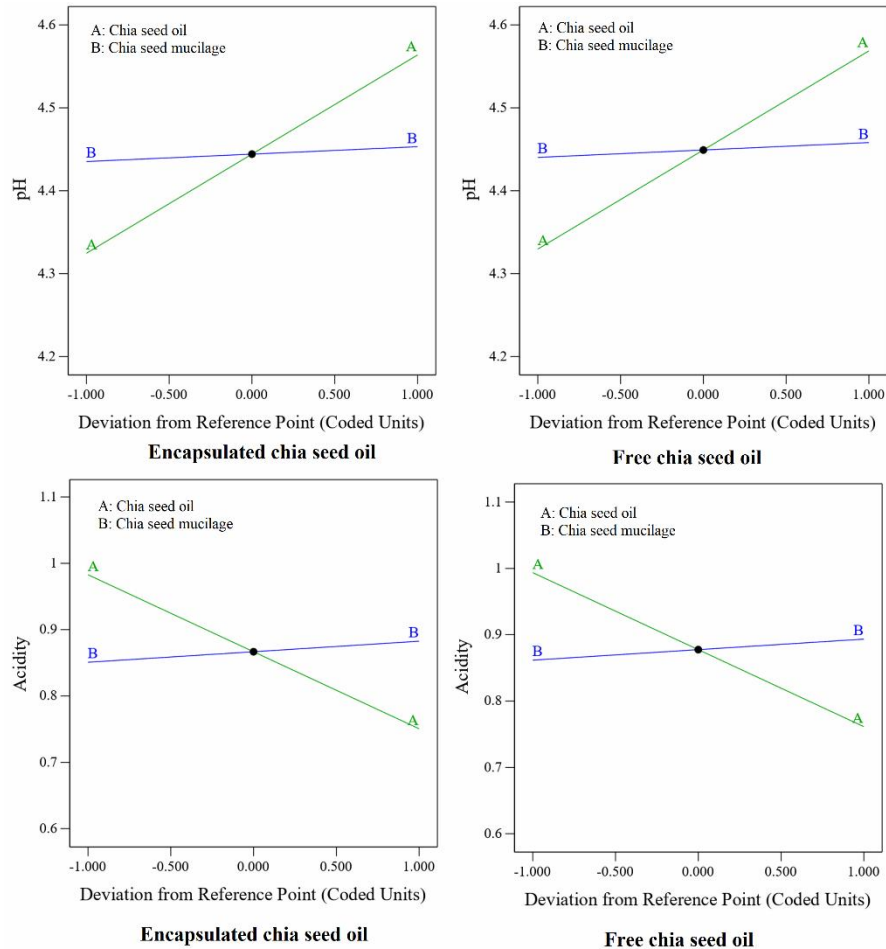 4.6
4.5
4.4
4.3
4.2
pH
A: Chia seed oil
B: Chia seed mucilage
A
B
B
A
-1.000 -0.500 0.000 0.500 1.000
Deviation from Reference Point (Coded Units)
Encapsulated chia seed oil
4.6
4.5
4.4
4.3
4.2
pH
A: Chia seed oil
B: Chia seed mucilage
A
B
B
A
-1.000 -0.500 0.000 0.500 1.000
Deviation from Reference Point (Coded Units)
Free chia seed oil
1.1
1
0.9
0.8
0.7
0.6
Acidity
A: Chia seed oil
B: Chia seed mucilage
A
B
B
A
-1.000 -0.500 0.000 0.500 1.000
Deviation from Reference Point (Coded Units)
Encapsulated chia seed oil
1.1
1
0.9
0.8
0.7
0.6
Acidity
A: Chia seed oil
B: Chia seed mucilage
A
B
B
A
-1.000 -0.500 0.000 0.500 1.000
Deviation from Reference Point (Coded Units)
Free chia seed oil